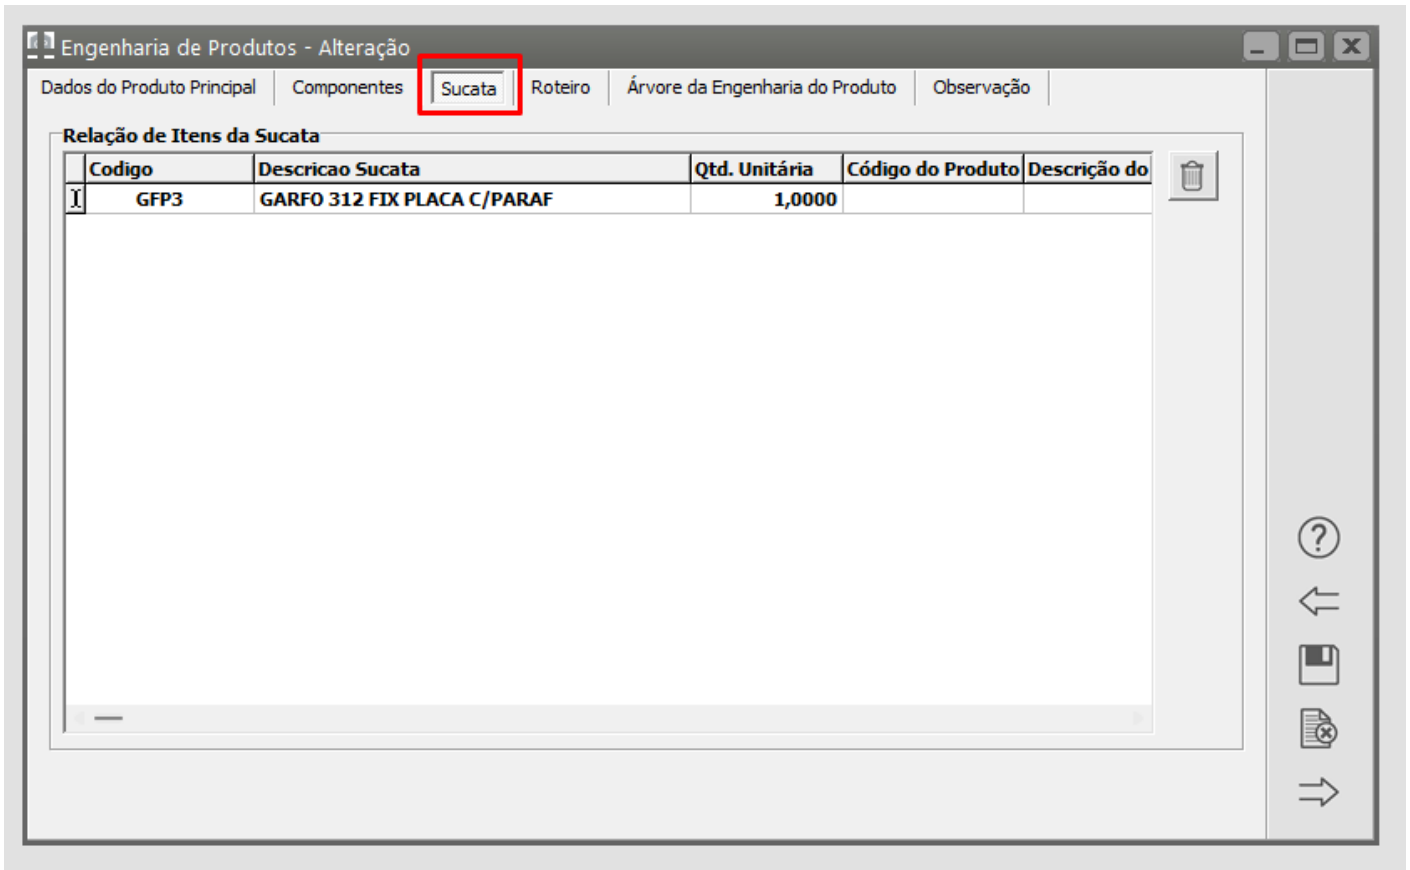 Engenharia de Produtos - Alteração
Dados do Produto Principal Componentes Sucata Roteiro Árvore da Engenharia do Produto Observação
Relação de Itens da Sucata
Codigo Descricao Sucata Qtd. Unitária Código do Produto Descrição do
GFP3 GARFO 312 FIX PLACA C/PARAF 1,0000